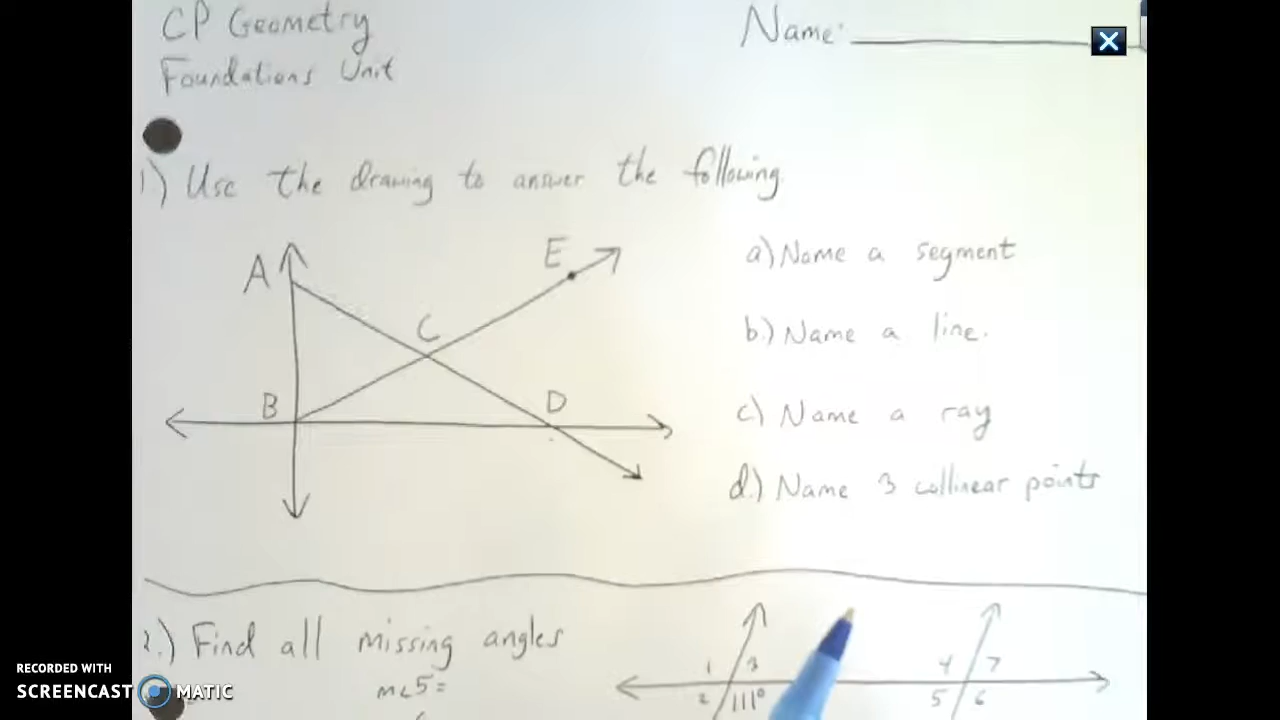 CP Geometry
Name:
Foundations Unit
1) Use the drawing to answer the following
A
E
C
B
D
a) Name a segment
b.) Name a line.
c) Name a ray
d.) Name 3 collinear points
2.) Find all missing angles
m<5=
1 3
2 111°
4 7
5 6
RECORDED WITH
SCREENCAST MATIC